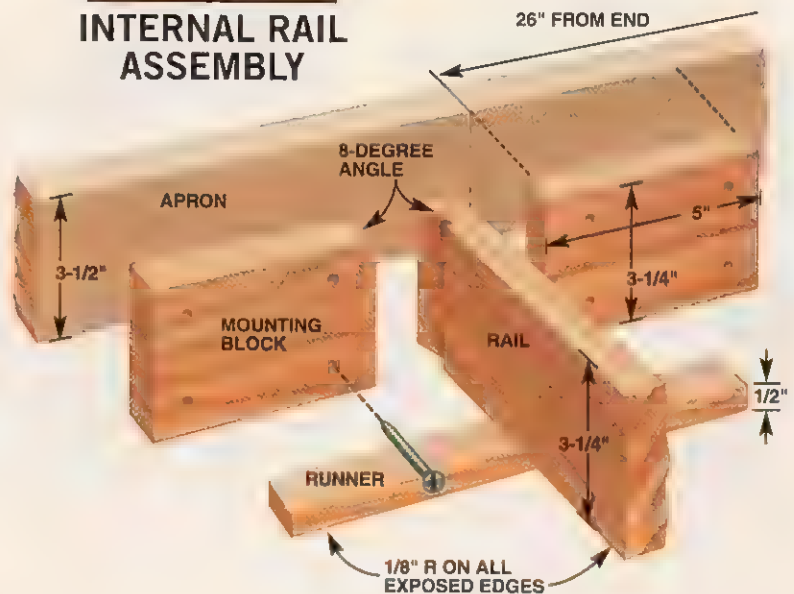 INTERNAL RAIL
ASSEMBLY
26" FROM END
8-DEGREE
ANGLE
APRON
5"
3-1/2"
3-1/4"
MOUNTING
BLOCK
RAIL
1/2"
3-1/4"
RUNNER
1/8" R ON ALL
EXPOSED EDGES